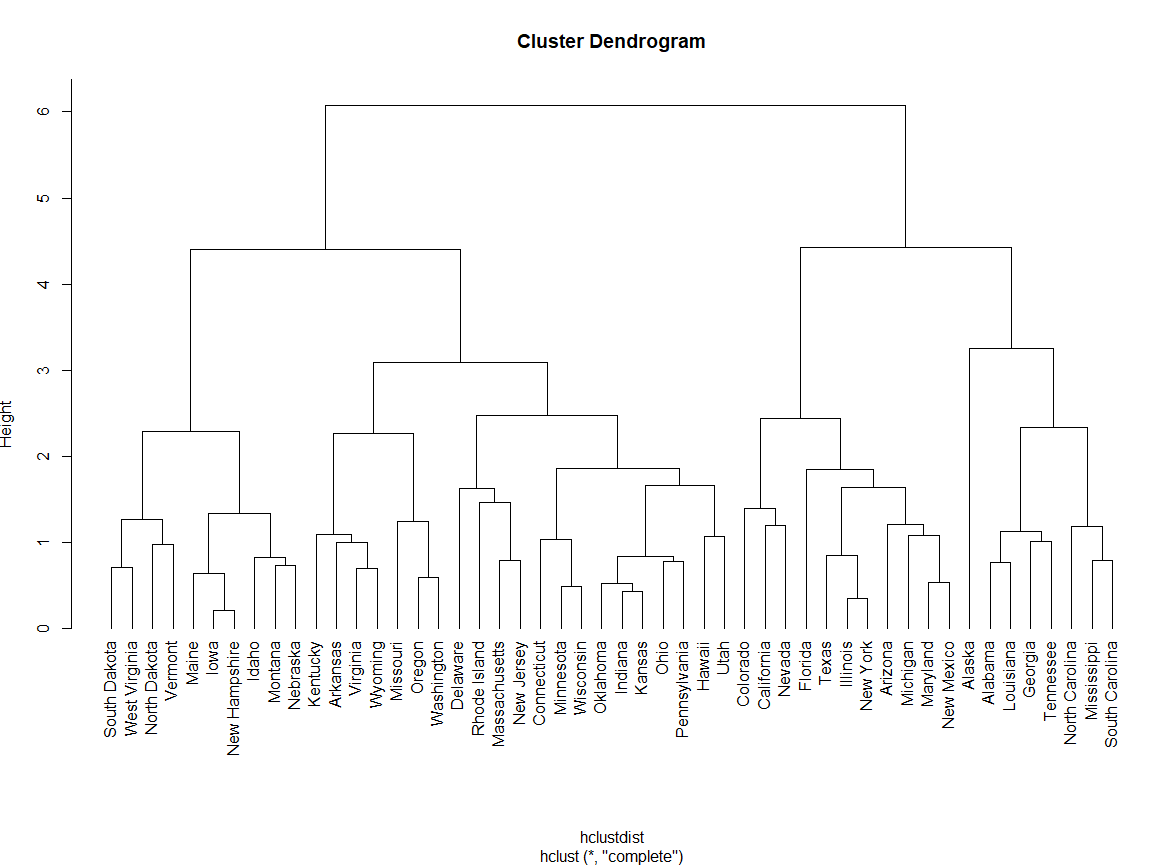 Cluster Dendrogram
Height
6
5
4
3
2
1
0
South Dakota
West Virginia
North Dakota
Vermont
Maine
Iowa
New Hampshire
Idaho
Montana
Nebraska
Kentucky
Arkansas
Virginia
Wyoming
Missouri
Oregon
Washington
Delaware
Rhode Island
Massachusetts
New Jersey
Connecticut
Minnesota
Wisconsin
Oklahoma
Indiana
Kansas
Ohio
Pennsylvania
Hawaii
Utah
Colorado
California
Nevada
Florida
Texas
Illinois
New York
Arizona
Michigan
Maryland
New Mexico
Alaska
Alabama
Louisiana
Georgia
Tennessee
North Carolina
Mississippi
South Carolina
hclustdist
hclust (*, "complete")